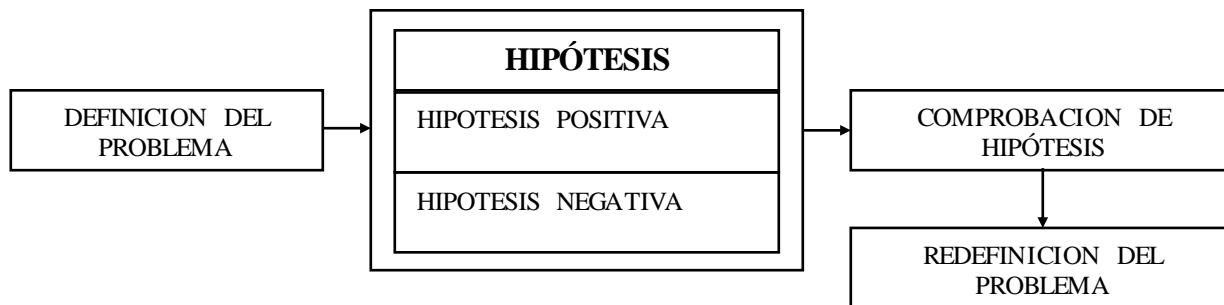 DEFINICION DEL
PROBLEMA
HIPÓTESIS
HIPOTESIS POSITIVA
HIPOTESIS NEGATIVA
COMPROBACION DE
HIPÓTESIS
REDEFINICION DEL
PROBLEMA